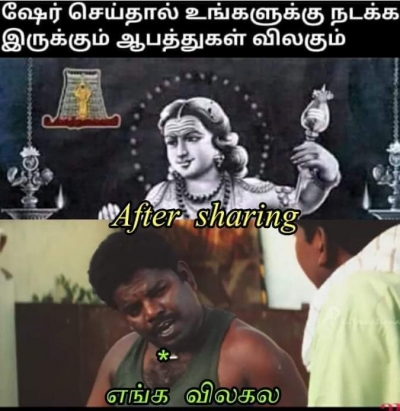 ஷேர் செய்தால் உங்களுக்கு நடக்க
இருக்கும் ஆபத்துகள் விலகும்
After sharing
*
எங்க விலகல